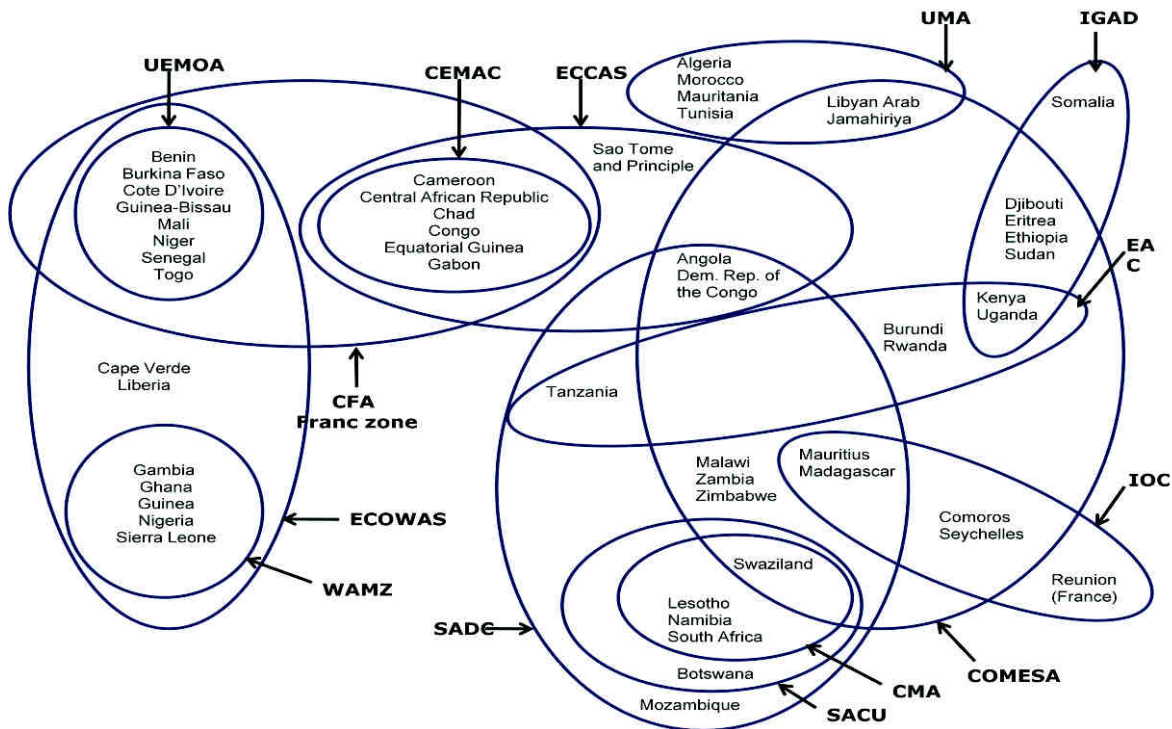 UMA
IGAD
UEMOA
CEMAC
ECCAS
Algeria
Morocco
Mauritania
Tunisia
Libyan Arab
Jamahiriya
Somalia
Sao Tome
and Principle
Benin
Burkina Faso
Cote D'Ivoire
Guinea-Bissau
Mali
Niger
Senegal
Togo
Cameroon
Central African Republic
Chad
Congo
Equatorial Guinea
Gabon
Djibouti
Eritrea
Ethiopia
Sudan
EA
C
Angola
Dem. Rep. of
the Congo
Kenya
Uganda
Burundi
Rwanda
Cape Verde
Liberia
CFA
Franc zone
Tanzania
Gambia
Ghana
Guinea
Nigeria
Sierra Leone
ECOWAS
WAMZ
Malawi
Zambia
Zimbabwe
Mauritius
Madagascar
IOC
Comoros
Seychelles
Reunion
(France)
Swaziland
Lesotho
Namibia
South Africa
SADC
Botswana
Mozambique
CMA
SACU
COMESA